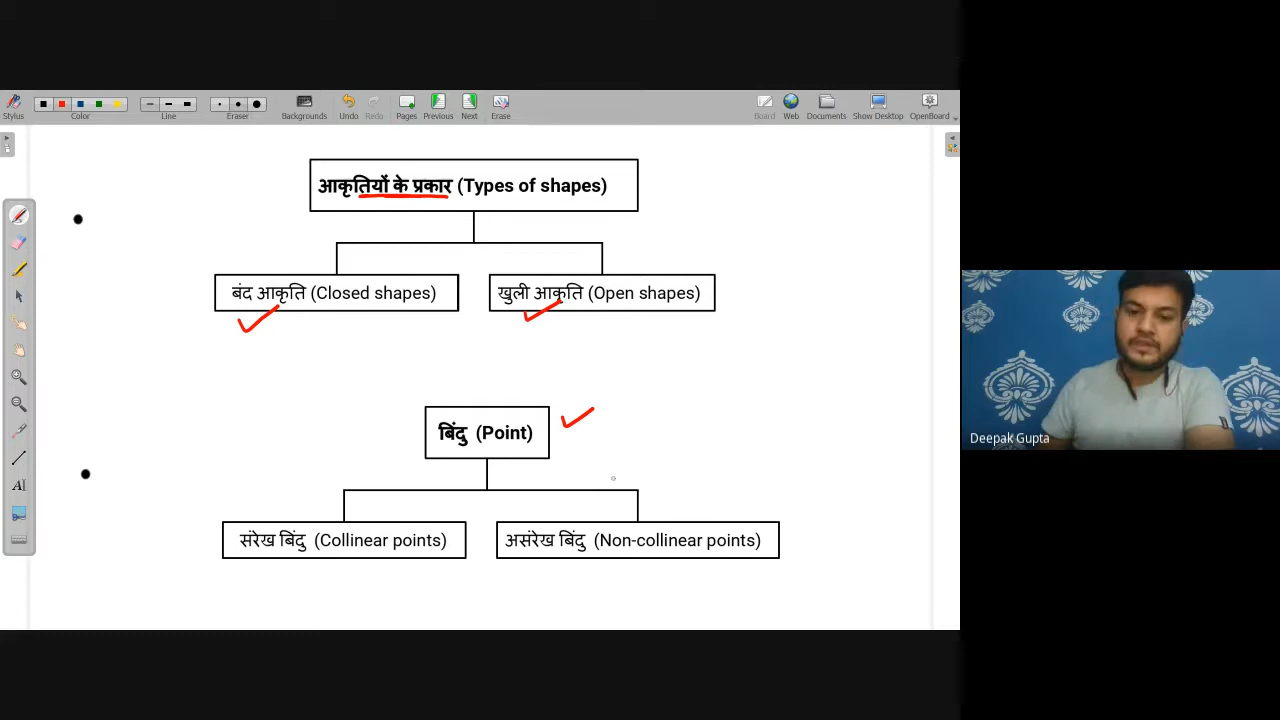 Stylus
Color
Line
Eraser
Backgrounds
Undo
Redo
Pages
Previous
Next
Erase
Board
Web
Documents
Show Desktop
OpenBoard
आकृतियों के प्रकार (Types of shapes)
बंद आकृति (Closed shapes)
खुली आकृति (Open shapes)
बिंदु (Point)
संरेख बिंदु (Collinear points)
असंरेख बिंदु (Non-collinear points)
Deepak Gupta